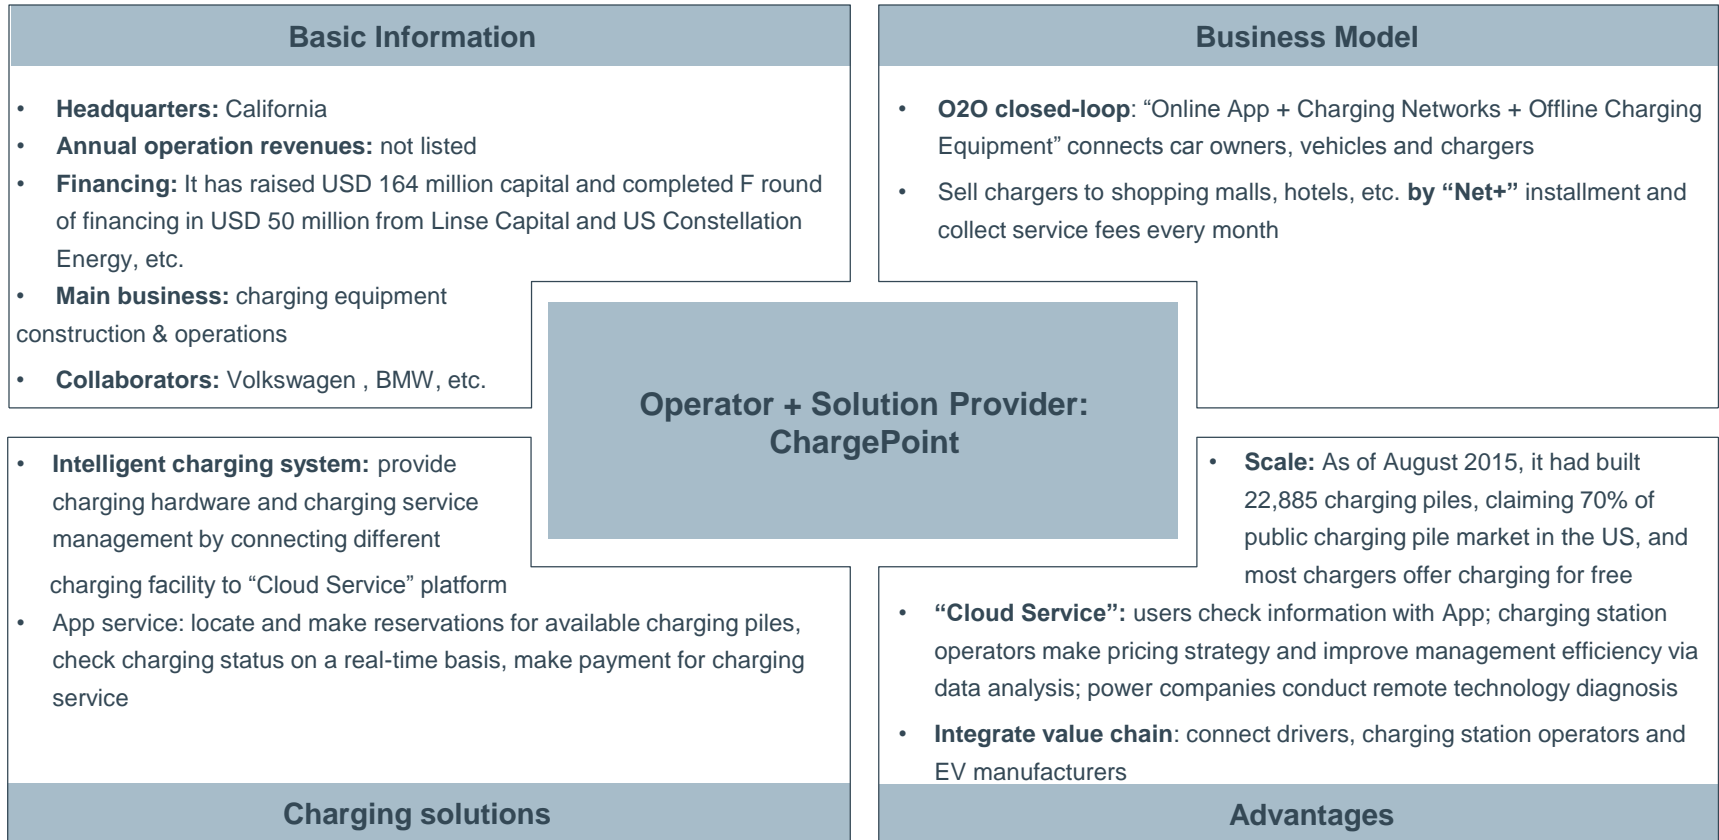 Basic Information
• Headquarters: California
• Annual operation revenues: not listed
• Financing: It has raised USD 164 million capital and completed F round
of financing in USD 50 million from Linse Capital and US Constellation
Energy, etc.
• Main business: charging equipment
construction & operations
• Collaborators: Volkswagen , BMW, etc.
Business Model
• O2O closed-loop: “Online App + Charging Networks + Offline Charging
Equipment” connects car owners, vehicles and chargers
• Sell chargers to shopping malls, hotels, etc. by “Net+” installment and
collect service fees every month
Operator + Solution Provider:
ChargePoint
• Intelligent charging system: provide
charging hardware and charging service
management by connecting different
charging facility to “Cloud Service” platform
• App service: locate and make reservations for available charging piles,
check charging status on a real-time basis, make payment for charging
service
Charging solutions
• Scale: As of August 2015, it had built
22,885 charging piles, claiming 70% of
public charging pile market in the US, and
most chargers offer charging for free
• “Cloud Service”: users check information with App; charging station
operators make pricing strategy and improve management efficiency via
data analysis; power companies conduct remote technology diagnosis
• Integrate value chain: connect drivers, charging station operators and
EV manufacturers
Advantages